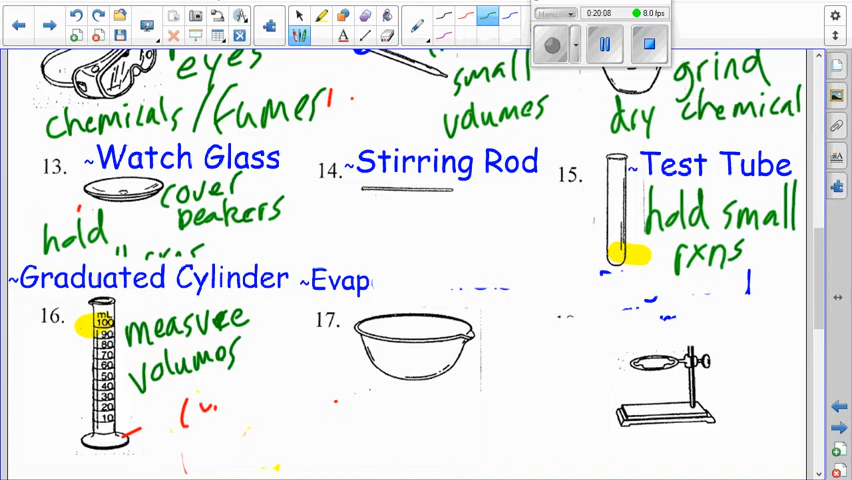 Menu
00:20:08
8.0 fps
eyes
chemicals/fumes
small
volumes
grind
dry chemical
13. ~Watch Glass
cover
beakers
hold
14. ~Stirring Rod
15. ~Test Tube
hold small
rxns
~Graduated Cylinder
~Evap
16.
measure
volumes
mL
100
90
80
70
60
50
40
30
20
10
17.